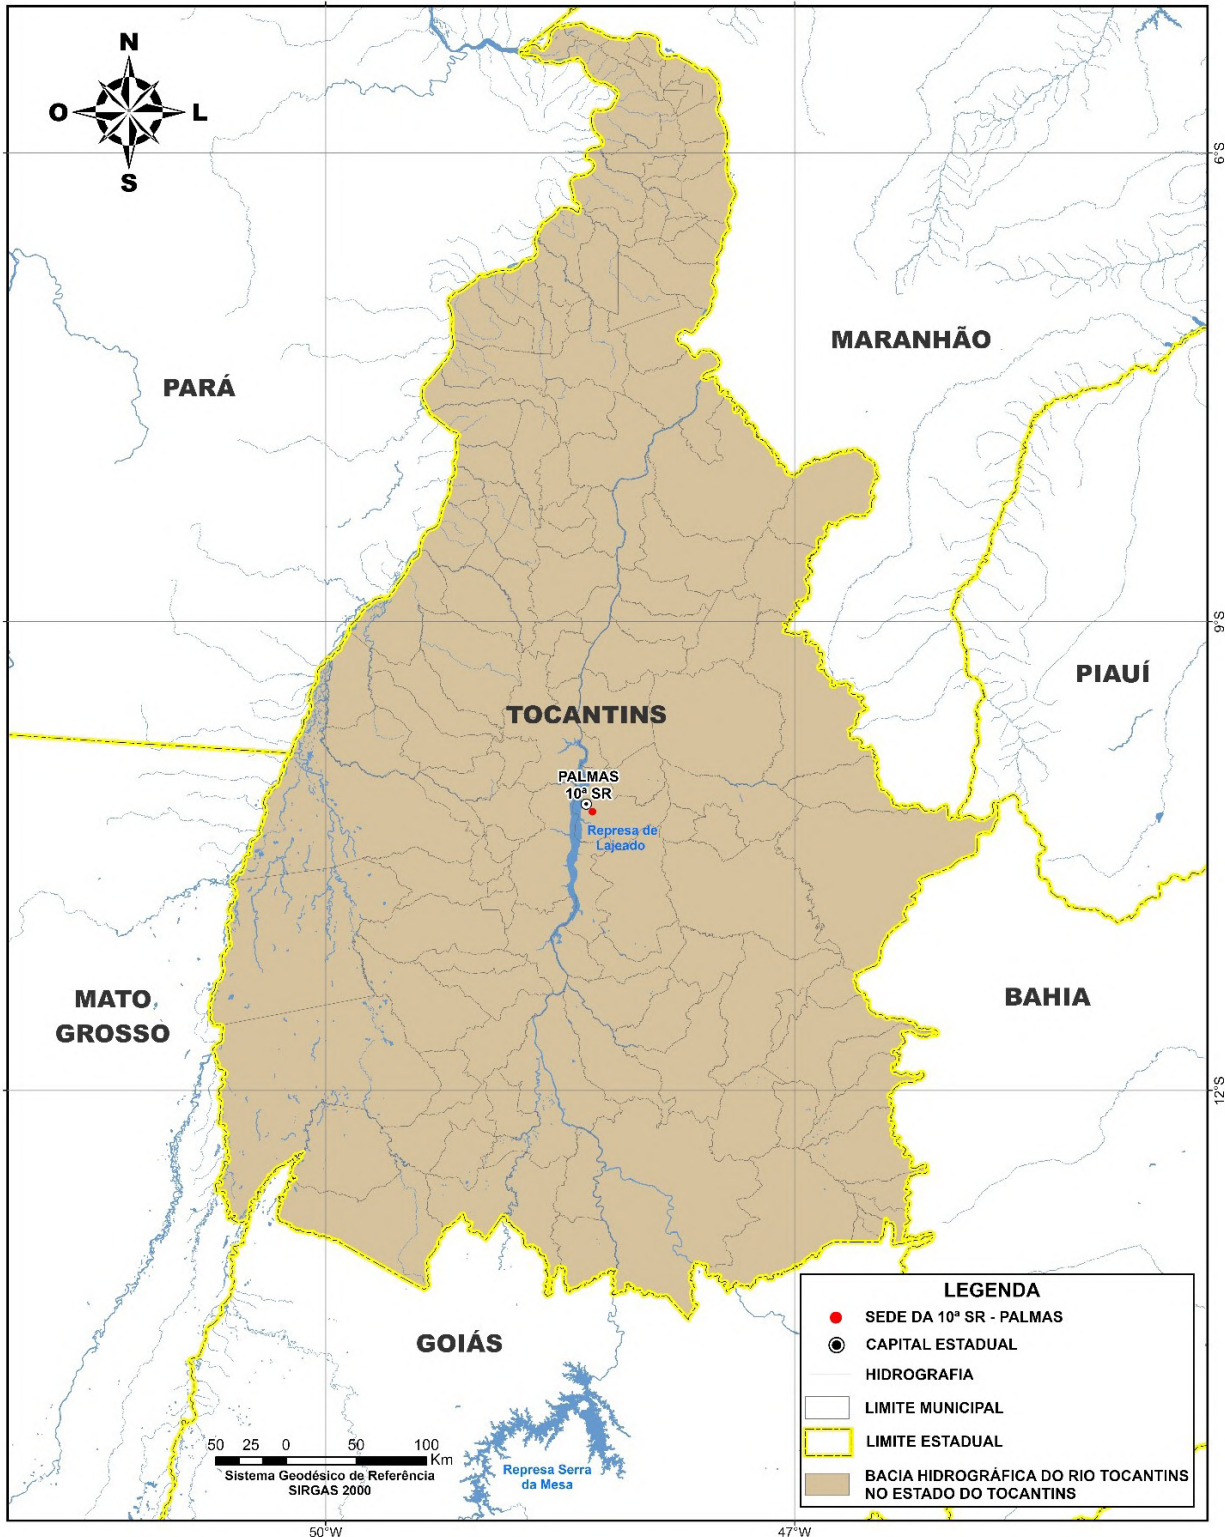 N
O
L
S
6°S
MARANHÃO
PARÁ
9°S
PIAUÍ
TOCANTINS
PALMAS
10ª SR
Represa de
Lajeado
MATO
GROSSO
BAHIA
12°S
GOIÁS
Represa Serra
da Mesa
50 25 0 50 100
Km
Sistema Geodésico de Referência
SIRGAS 2000
LEGENDA
SEDE DA 10ª SR - PALMAS
CAPITAL ESTADUAL
HIDROGRAFIA
LIMITE MUNICIPAL
LIMITE ESTADUAL
BACIA HIDROGRÁFICA DO RIO TOCANTINS
NO ESTADO DO TOCANTINS
50°W
47°W